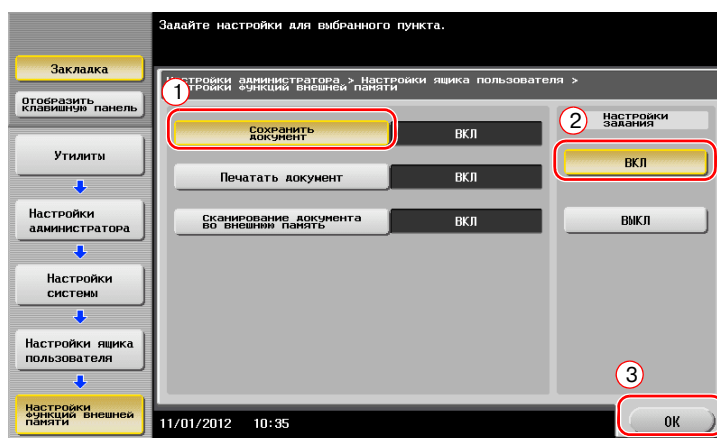 Задайте настройки для выбранного пункта.
Закладка
Отобразить
клавишную панель
Утилиты
Настройки
администратора
Настройки
системы
Настройки ящика
пользователя
Настройки
функций внешней
памяти
1
Настройки администратора > Настройки ящика пользователя >
Настройки функций внешней памяти
Сохранить
документ
ВКЛ
Печатать документ
ВКЛ
Сканирование документа
во внешнюю память
ВКЛ
2
Настройки
задания
ВКЛ
ВЫКЛ
3
11/01/2012 10:35
OK